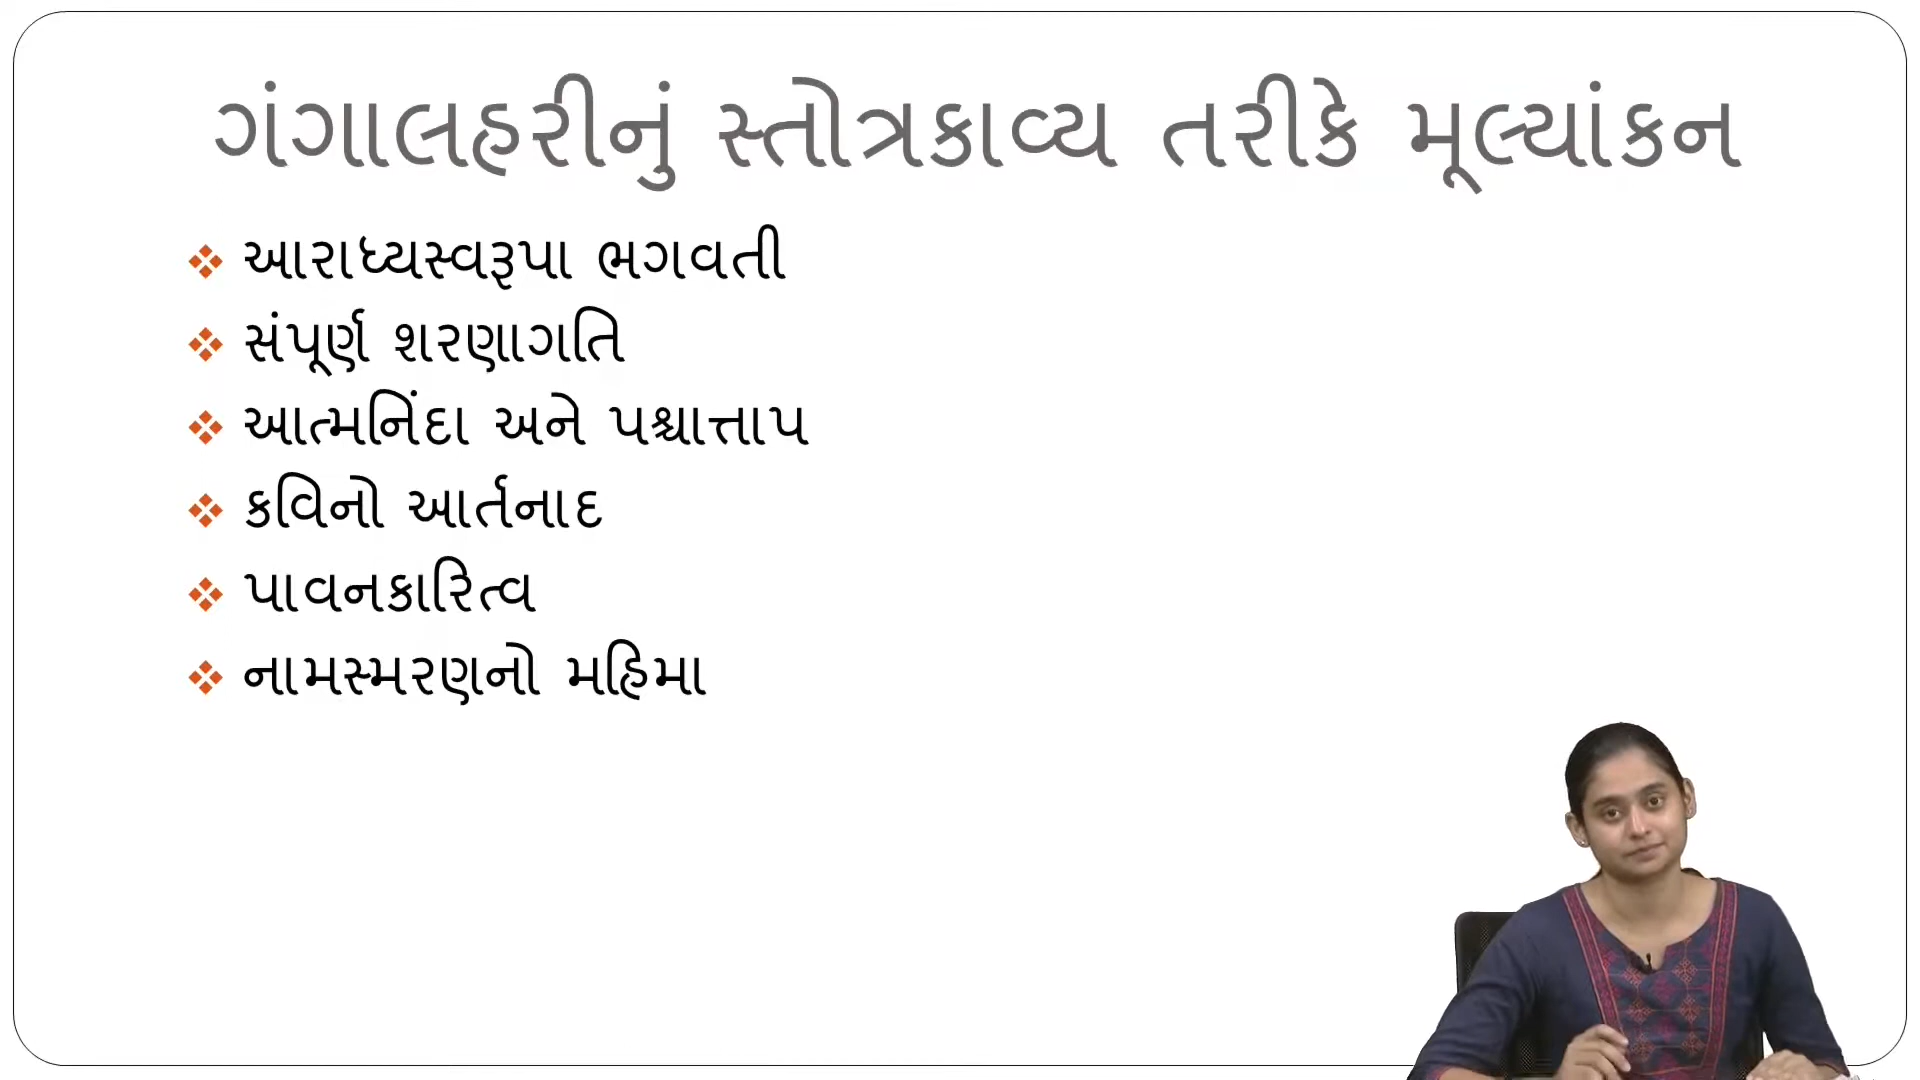 ગંગાલહરીનું સ્તોત્રકાવ્ય તરીકે મૂલ્યાંકન
આરાધ્યસ્વરૂપા ભગવતી
સંપૂર્ણ શરણાગતિ
આત્મનિંદા અને પશ્ચાત્તાપ
કવિનો આર્તનાદ
પાવનકારિત્વ
નામસ્મરણનો મહિમા